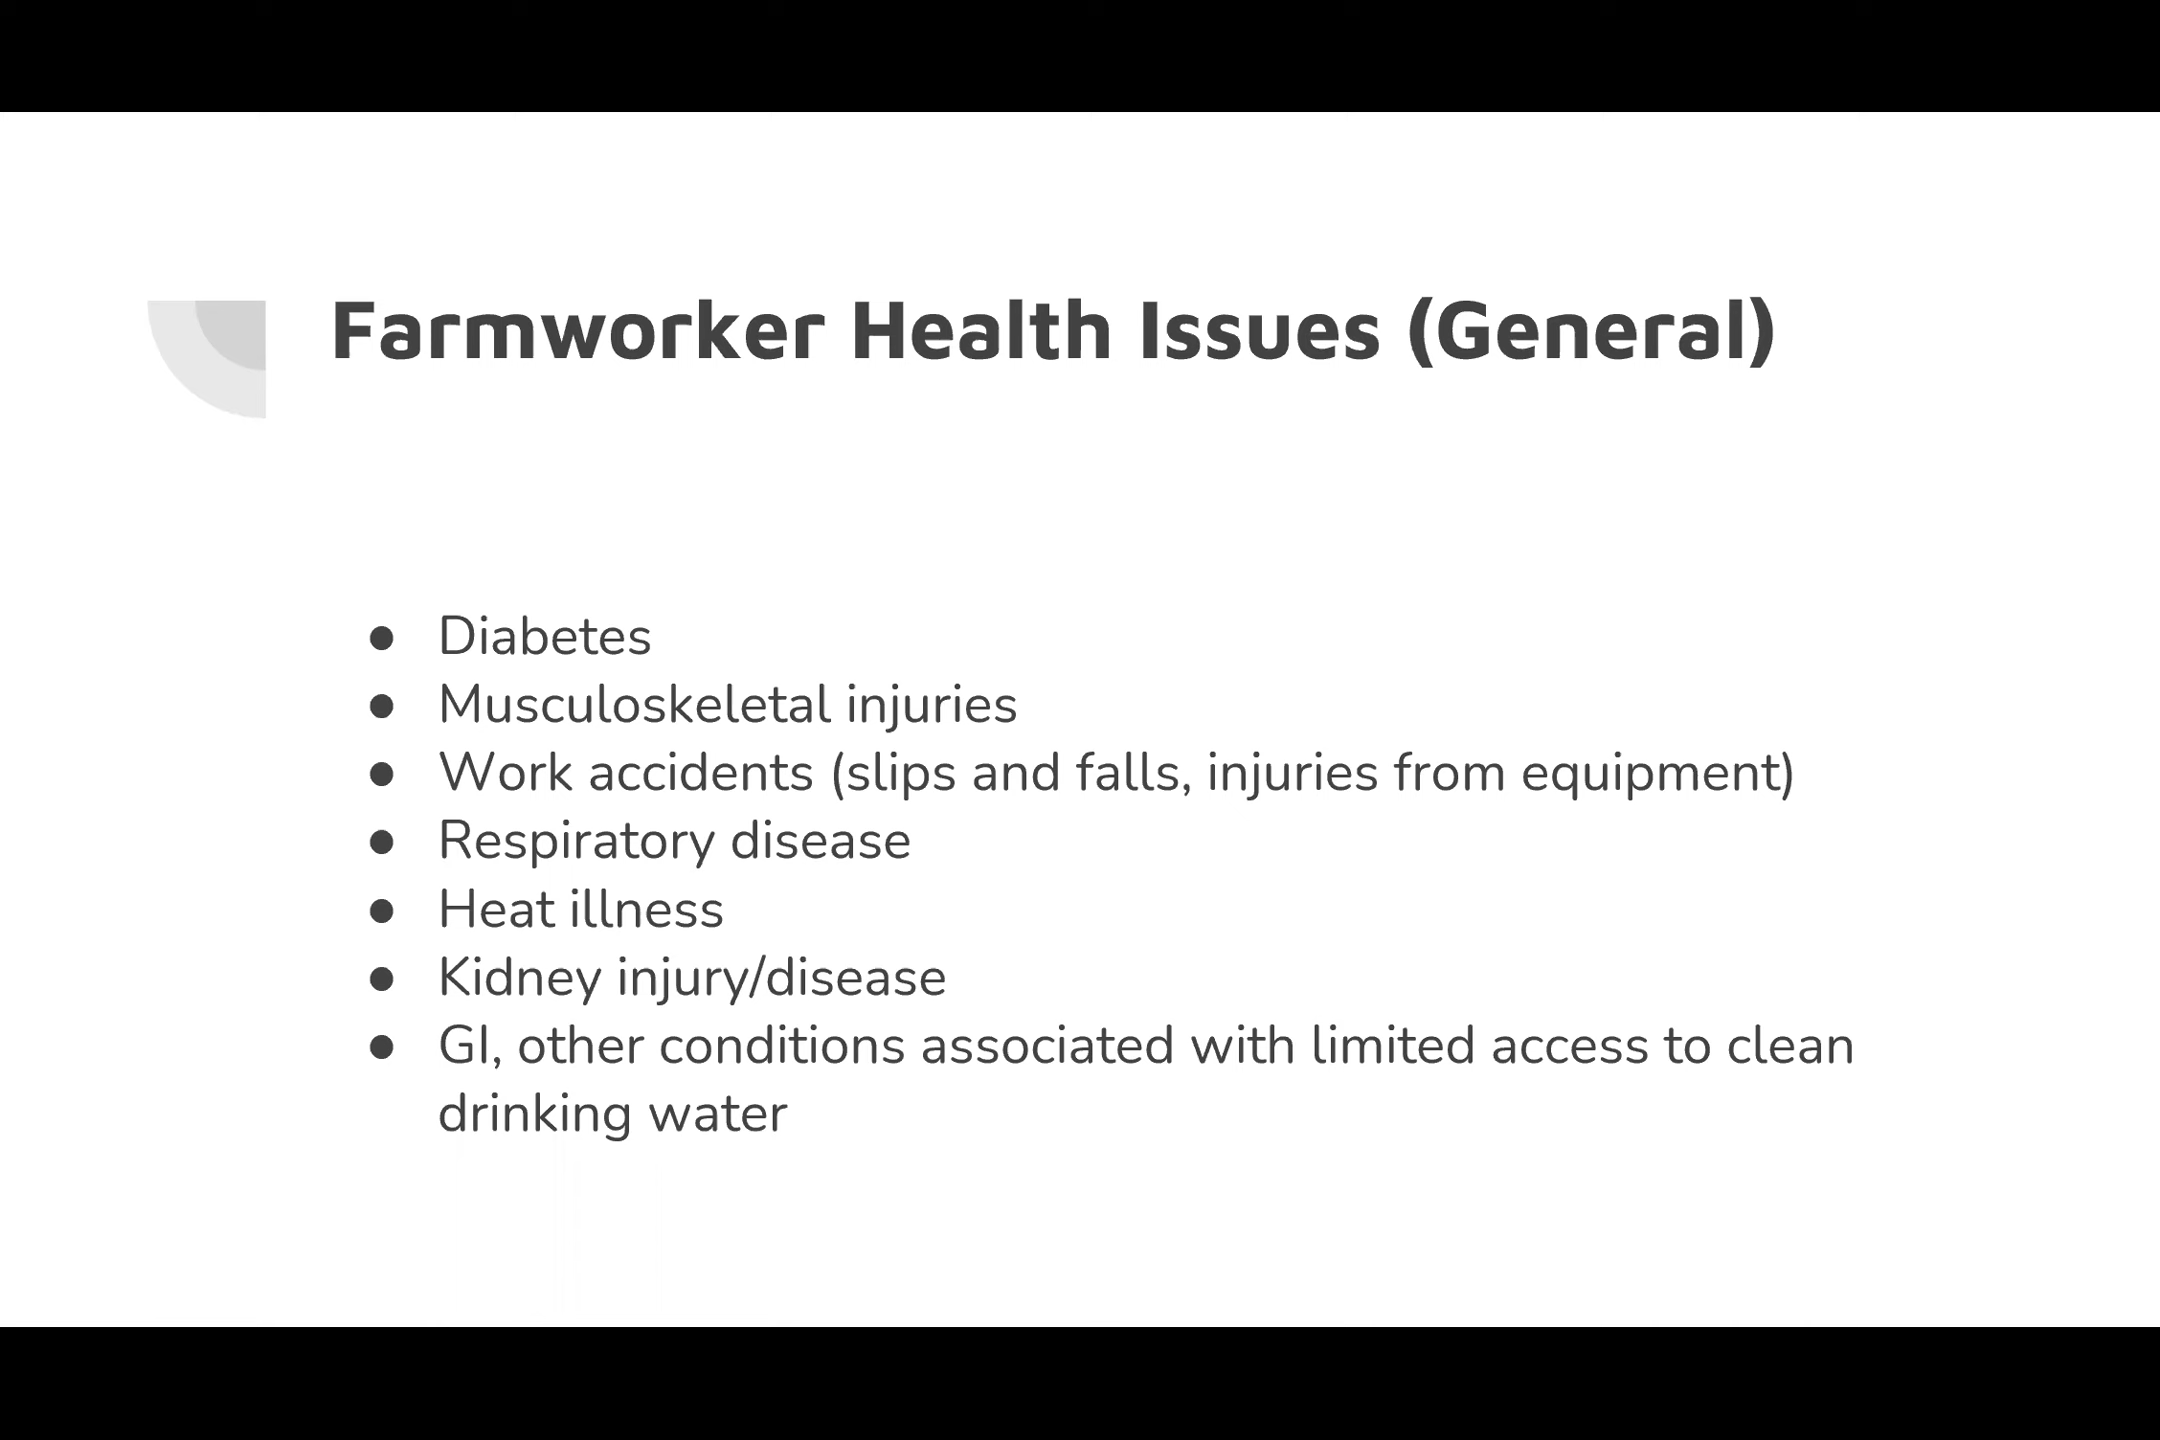 Farmworker Health Issues (General)
● Diabetes
● Musculoskeletal injuries
● Work accidents (slips and falls, injuries from equipment)
● Respiratory disease
● Heat illness
● Kidney injury/disease
● GI, other conditions associated with limited access to clean
drinking water